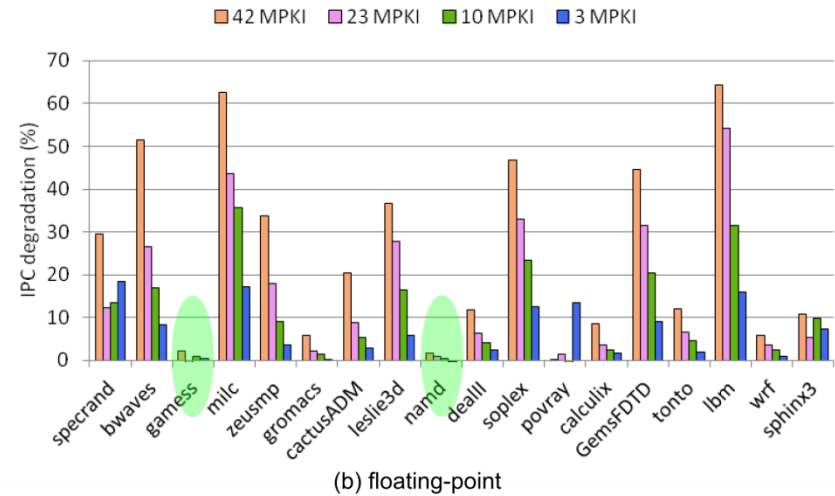 42 MPKI 23 MPKI 10 MPKI 3 MPKI
IPC degradation (%)
70
60
50
40
30
20
10
0
specrand bwaves gamess milc zeusmp gromacs cactusADM leslie3d namd dealII soplex povray calculix GemsFDTD tonto lbm wrf sphinx3
(b) floating-point